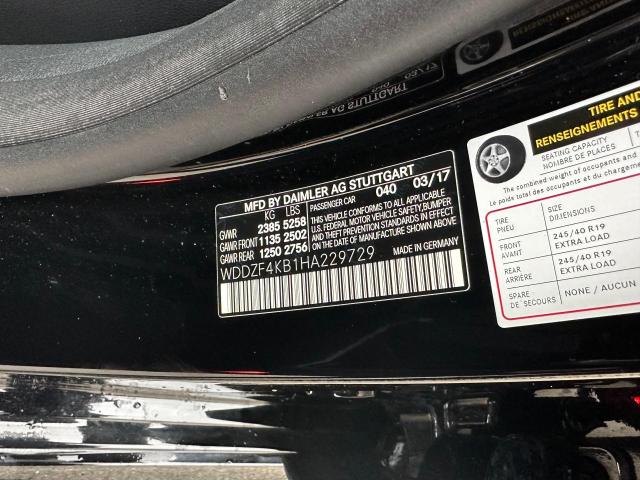 MFD BY DAIMLER AG STUTTGART
KG LBS PASSENGER CAR 040 03/17
GVWR 2385 5258
GAWR FRONT 1135 2502
GAWR REAR 1250 2756
THIS VEHICLE CONFORMS TO ALL APPLICABLE
U.S. FEDERAL MOTOR VEHICLE SAFETY, BUMPER
AND THEFT PREVENTION STANDARDS IN EFFECT
ON THE DATE OF MANUFACTURE SHOWN ABOVE
WDDZF4KB1HA229729
MADE IN GERMANY
TIRE AND
RENSEIGNEMENTS
SEATING CAPACITY
NOMBRE DE PLACES
The combined weight of occupants and
Le poids total des occupants et du chargement
TIRE SIZE
PNEU DIMENSIONS
FRONT 245/40 R19
AVANT EXTRA LOAD
REAR 245/40 R19
ARRIÈRE EXTRA LOAD
SPARE NONE / AUCUN
DE SECOURS